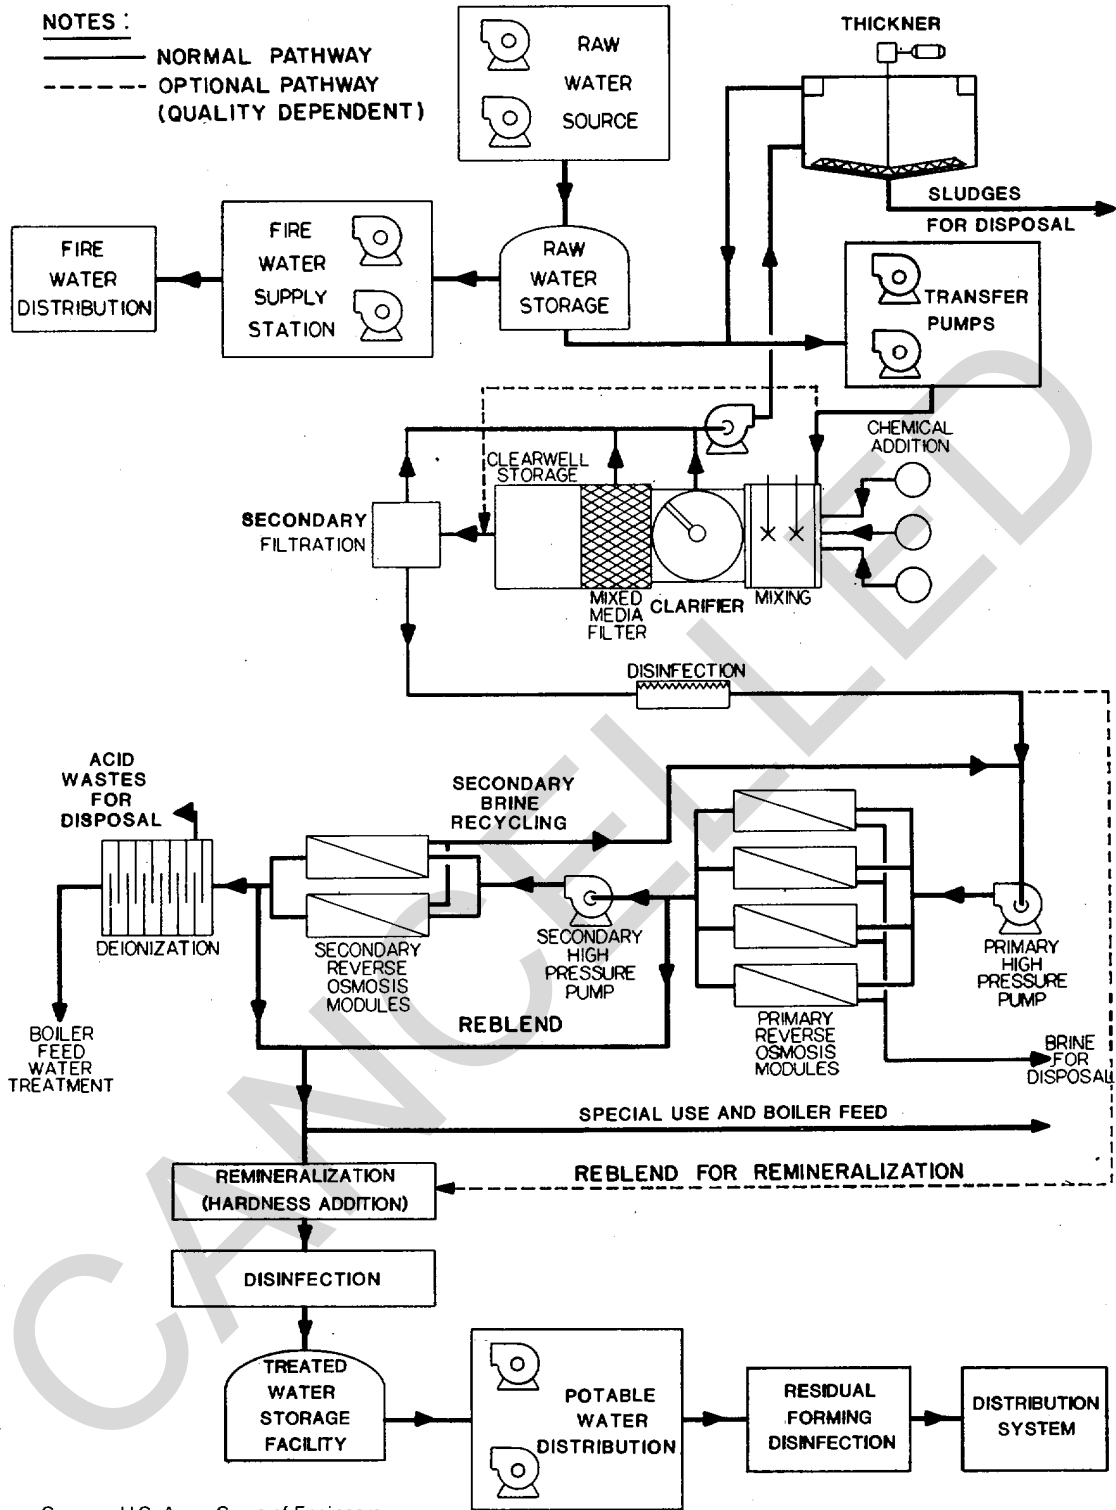 NOTES:
NORMAL PATHWAY
OPTIONAL PATHWAY
(QUALITY DEPENDENT)
RAW
WATER
SOURCE
THICKNER
SLUDGES
FOR DISPOSAL
FIRE
WATER
DISTRIBUTION
FIRE
WATER
SUPPLY
STATION
RAW
WATER
STORAGE
TRANSFER
PUMPS
CHEMICAL
ADDITION
CLEARWELL
STORAGE
SECONDARY
FILTRATION
MIXED
MEDIA
FILTER
CLARIFIER
MIXING
DISINFECTION
ACID
WASTES
FOR
DISPOSAL
SECONDARY
BRINE
RECYCLING
DEIONIZATION
SECONDARY
REVERSE
OSMOSIS
MODULES
SECONDARY
HIGH
PRESSURE
PUMP
PRIMARY
HIGH
PRESSURE
PUMP
PRIMARY
REVERSE
OSMOSIS
MODULES
BOILER
FEED
WATER
TREATMENT
REBLEND
BRINE
FOR
DISPOSAL
SPECIAL USE AND BOILER FEED
REMINERALIZATION
(HARDNESS ADDITION)
REBLEND FOR REMINERALIZATION
DISINFECTION
TREATED
WATER
STORAGE
FACILITY
POTABLE
WATER
DISTRIBUTION
RESIDUAL
FORMING
DISINFECTION
DISTRIBUTION
SYSTEM
CANCELLED